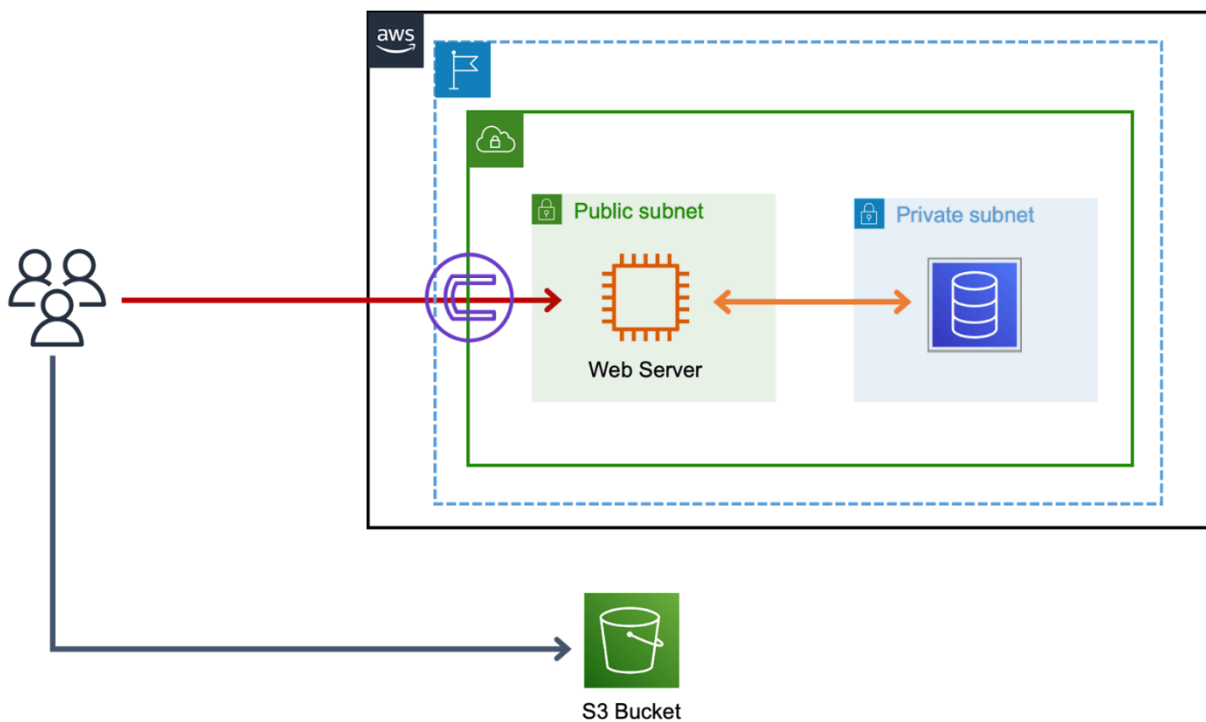 aws
Public subnet
Private subnet
Web Server
S3 Bucket